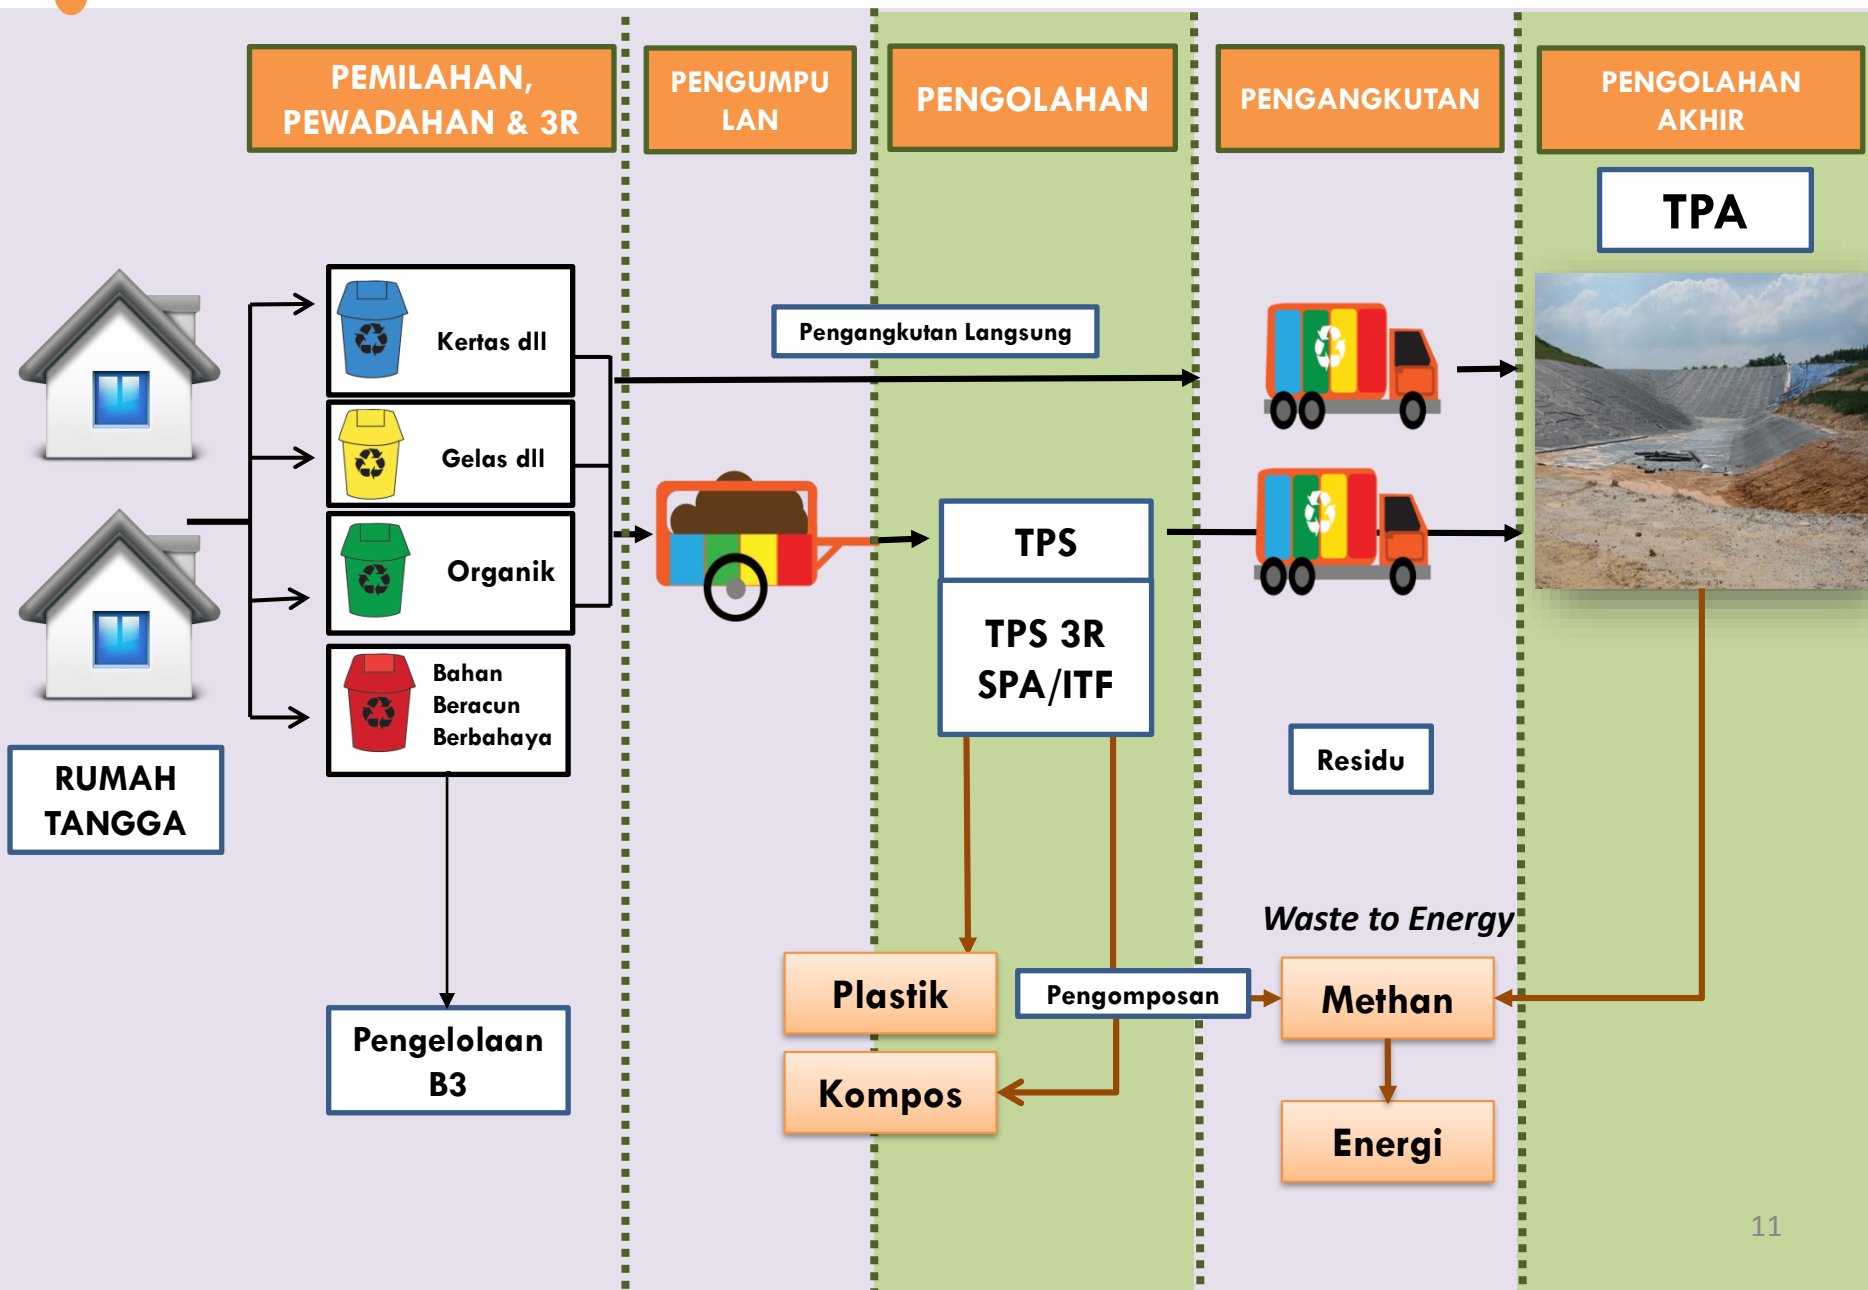 PEMILAHAN,
PEWADAHAN & 3R
PENGUMPU
LAN
PENGOLAHAN
PENGANGKUTAN
PENGOLAHAN
AKHIR
TPA
Kertas dll
Pengangkutan Langsung
Gelas dll
Organik
TPS
TPS 3R
SPA/ITF
Bahan
Beracun
Berbahaya
RUMAH
TANGGA
Residu
Waste to Energy
Plastik
Pengomposan
Methan
Pengelolaan
B3
Kompos
Energi
11